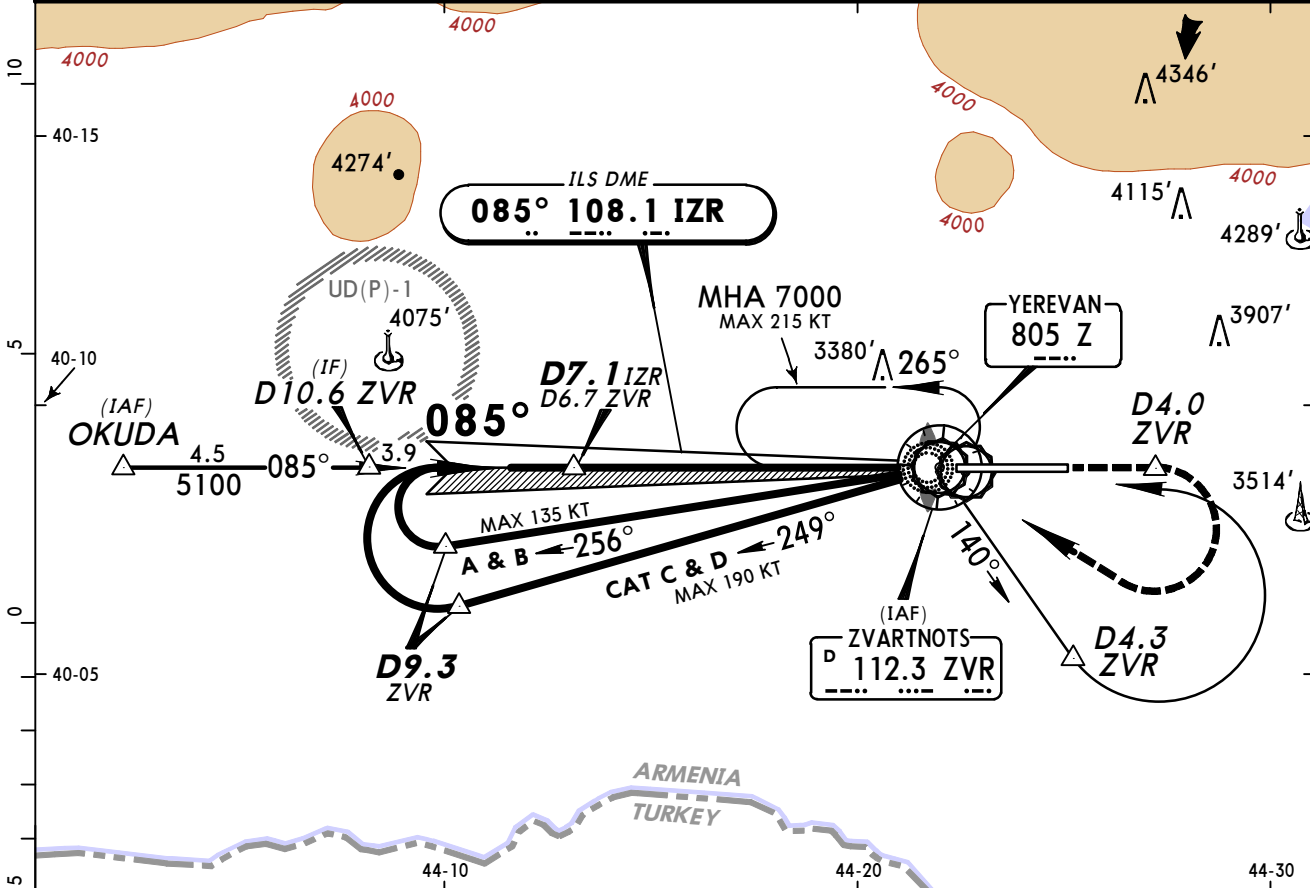 4000
4000
4346'
10
4000
4000
40-15
4274'
ILS DME
085° 108.1 IZR
4115'
4000
4000
4289'
UD(P)-1
4075'
MHA 7000
MAX 215 KT
YEREVAN
805 Z
3907'
5
40-10
(IF)
D10.6 ZVR
D7.1 IZR
D6.7 ZVR
3380'
265°
(IAF)
OKUDA
085°
D4.0
ZVR
4.5
5100
085°
3.9
3514'
MAX 135 KT
A & B
256°
CAT C & D
249°
MAX 190 KT
140°
0
(IAF)
ZVARTNOTS
D 112.3 ZVR
D4.3
ZVR
D9.3
ZVR
40-05
ARMENIA
TURKEY
5
44-10
44-20
44-30